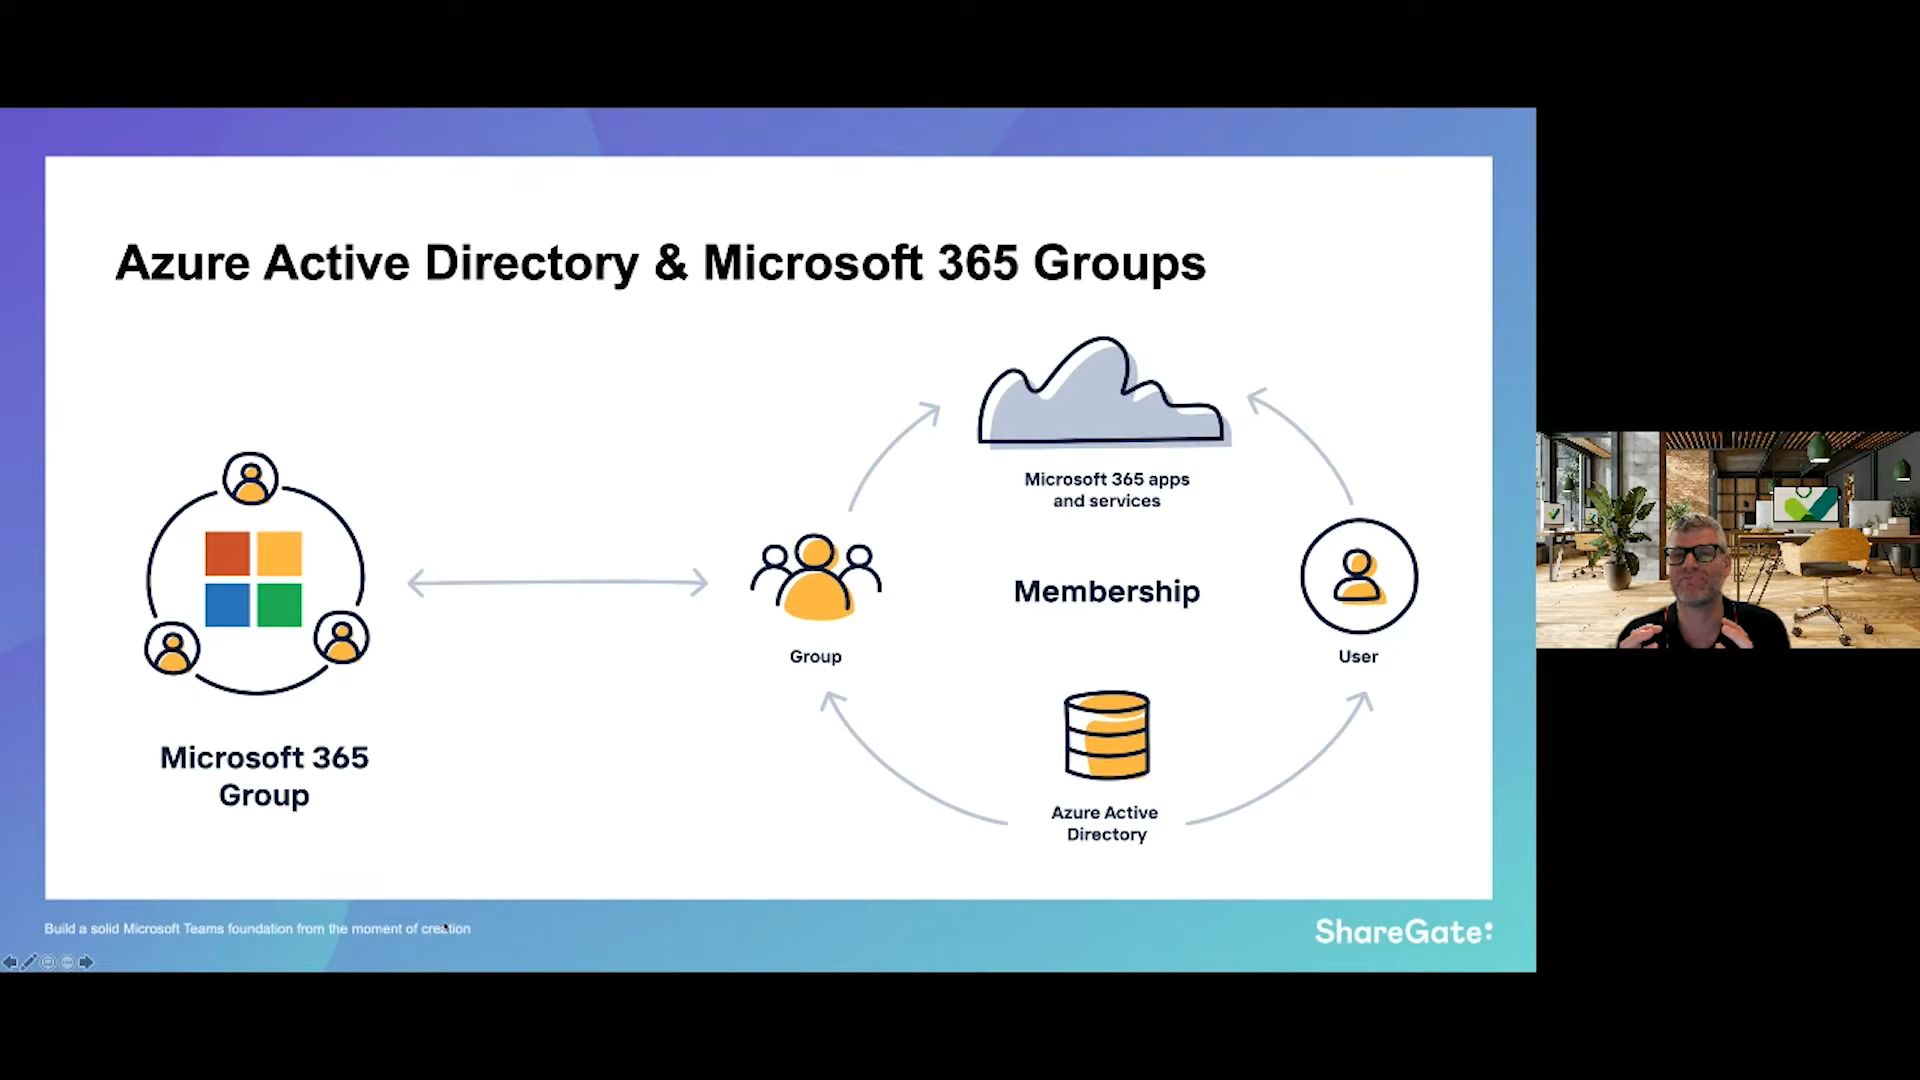 Azure Active Directory & Microsoft 365 Groups
Microsoft 365 apps
and services
Membership
Group
User
Microsoft 365
Group
Azure Active
Directory
Build a solid Microsoft Teams foundation from the moment of creation
ShareGate: